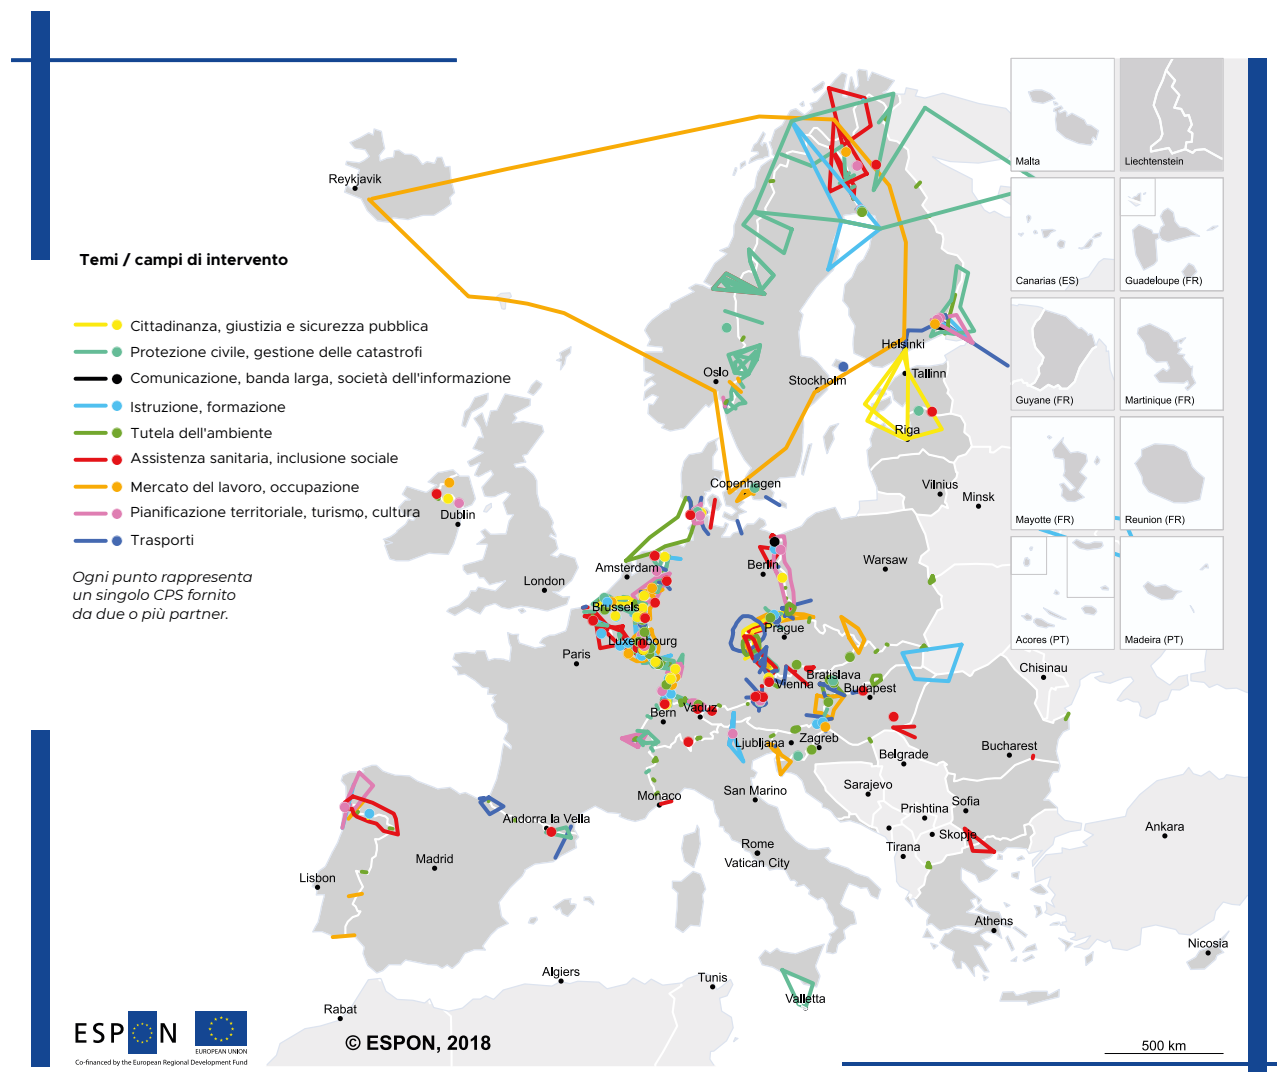 Temi / campi di intervento
Cittadinanza, giustizia e sicurezza pubblica
Protezione civile, gestione delle catastrofi
Comunicazione, banda larga, società dell'informazione
Istruzione, formazione
Tutela dell'ambiente
Assistenza sanitaria, inclusione sociale
Mercato del lavoro, occupazione
Pianificazione territoriale, turismo, cultura
Trasporti
Ogni punto rappresenta
un singolo CPS fornito
da due o più partner.
Reykjavik
Oslo
Stockholm
Helsinki
Tallinn
Riga
Copenhagen
Vilnius
Minsk
Dublin
London
Amsterdam
Berlin
Warsaw
Brussels
Luxembourg
Prague
Paris
Chisinau
Vienna
Bratislava
Budapest
Bern
Vaduz
Ljubljana
Zagreb
Belgrade
Bucharest
Monaco
San Marino
Sarajevo
Prishtina
Sofia
Andorra la Vella
Skopje
Ankara
Madrid
Rome
Vatican City
Tirana
Lisbon
Athens
Nicosia
Algiers
Tunis
Valletta
Rabat
Malta
Liechtenstein
Canarias (ES)
Guadeloupe (FR)
Guyane (FR)
Martinique (FR)
Mayotte (FR)
Reunion (FR)
Acores (PT)
Madeira (PT)
ESPON
EUROPEAN UNION
Co-financed by the European Regional Development Fund
© ESPON, 2018
500 km